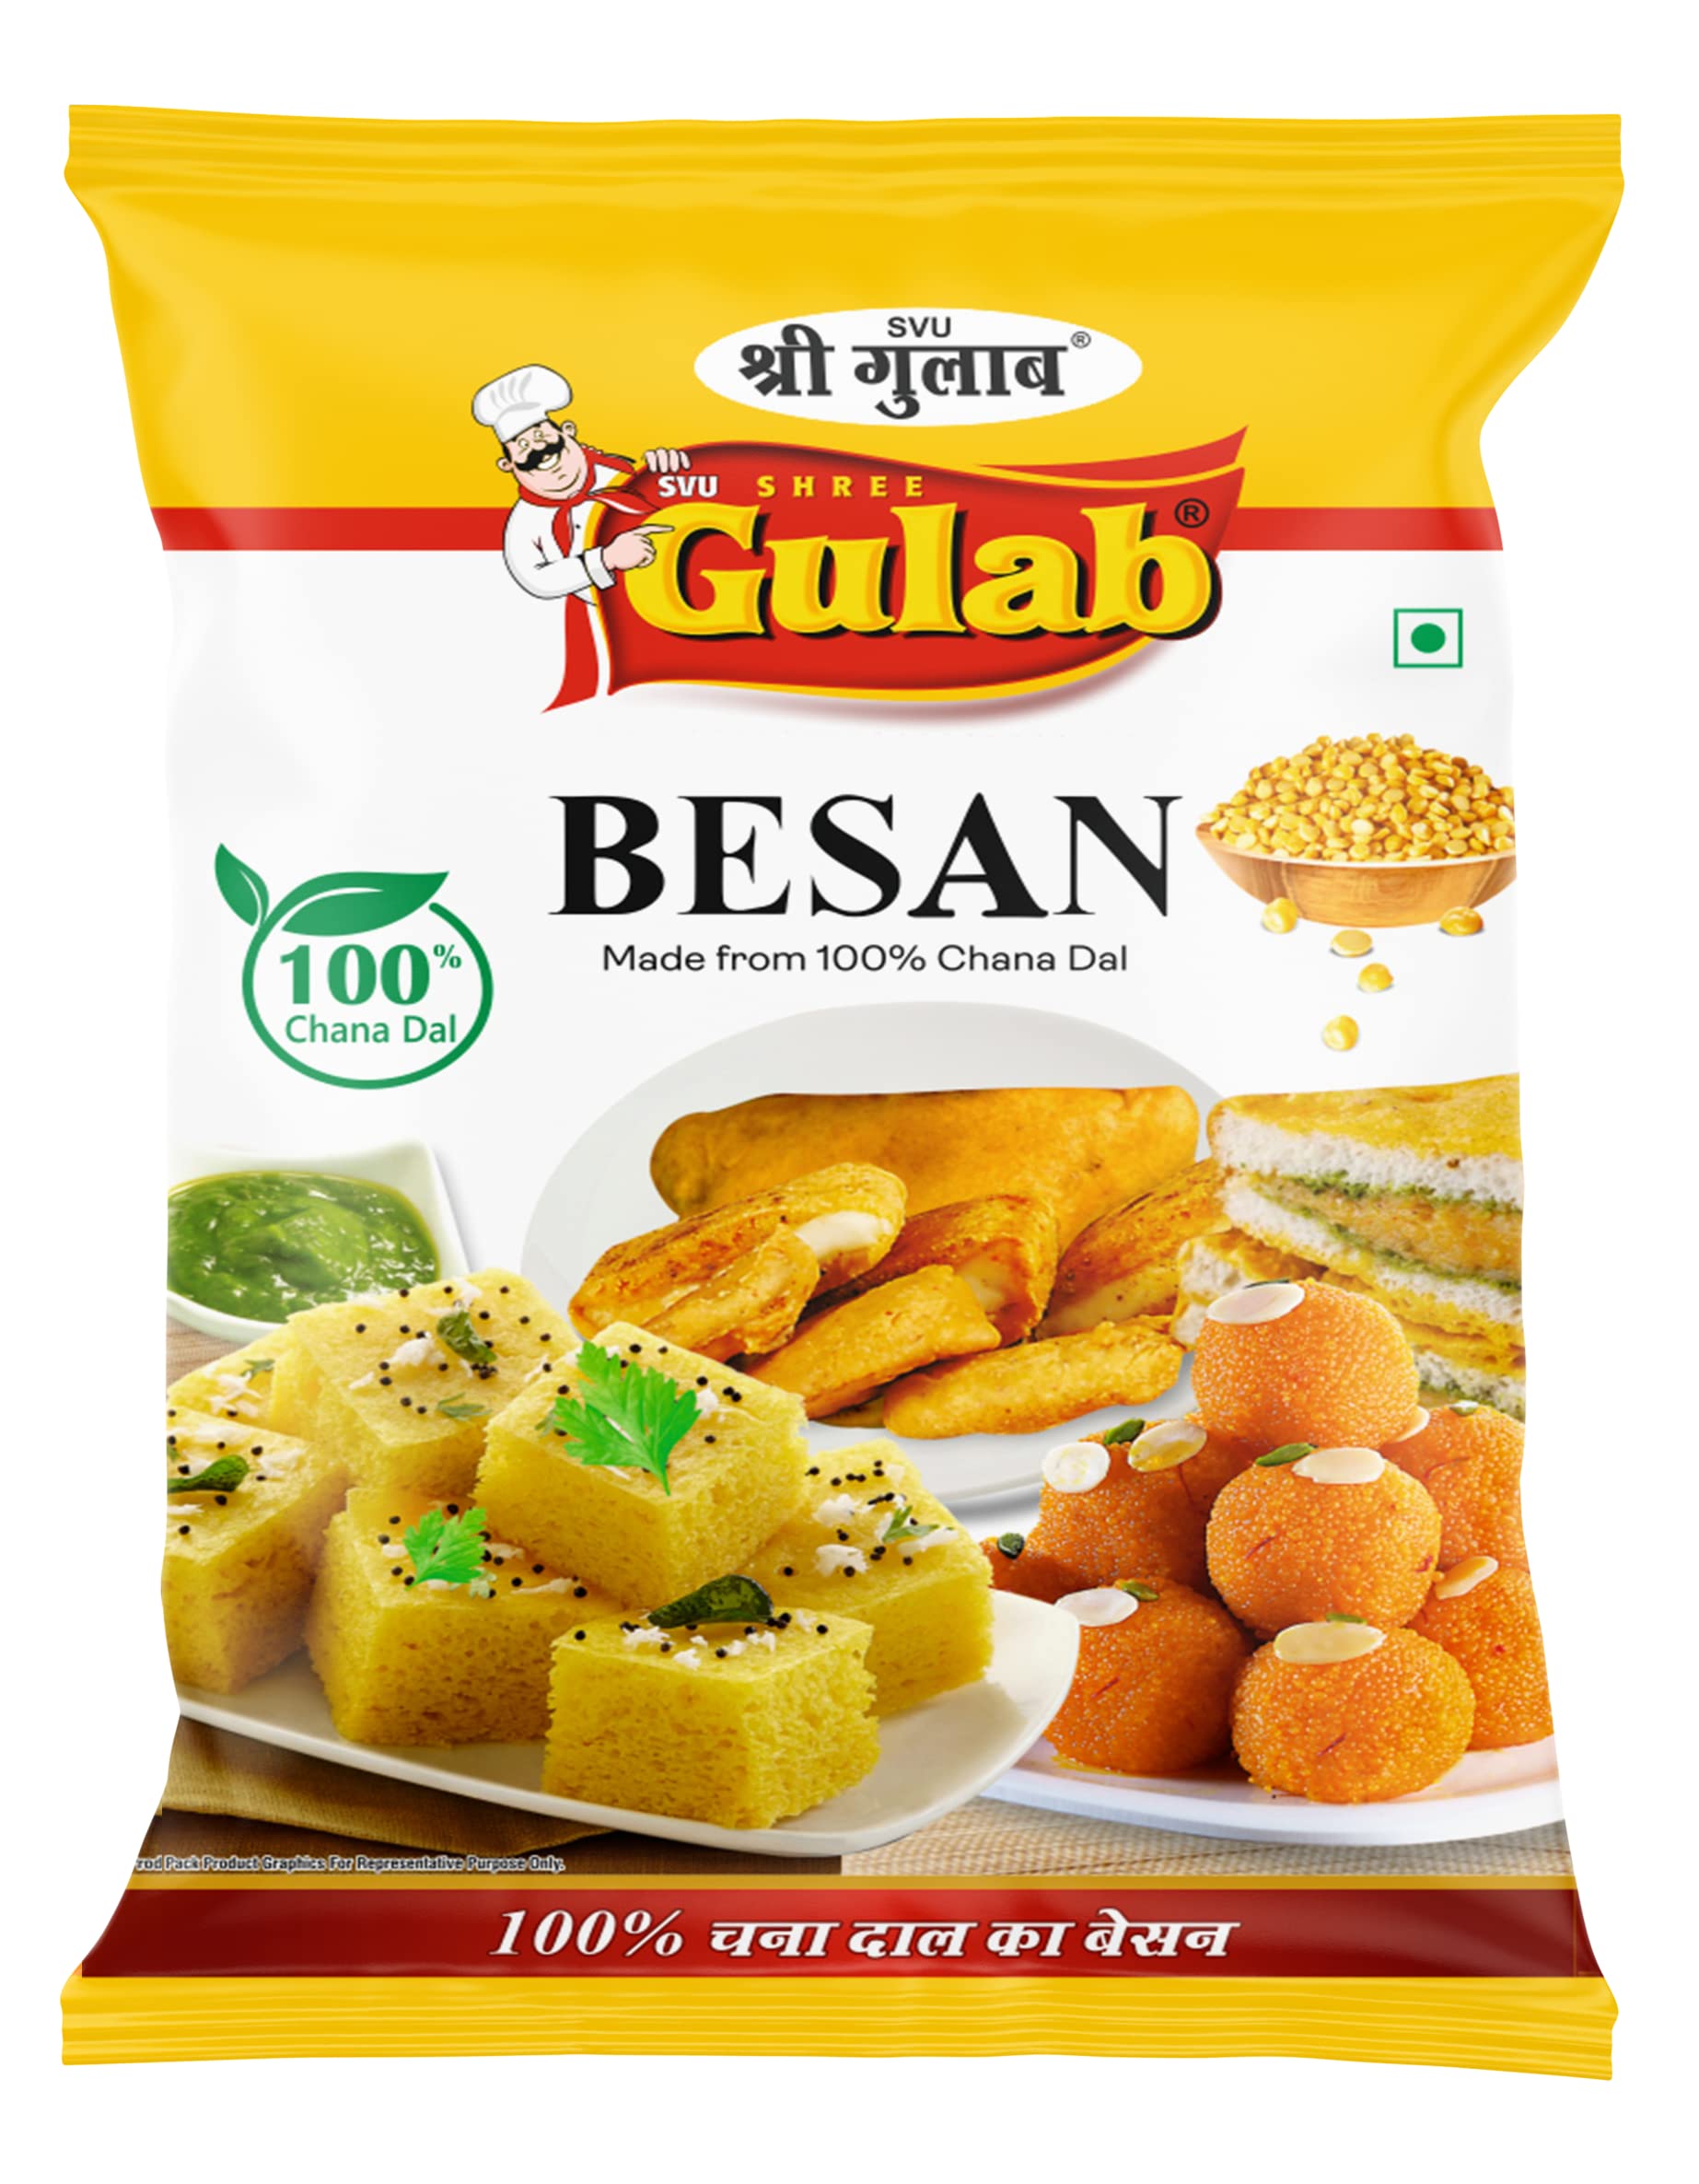 SVU
श्री गुलाब®
SVU SHREE
Gulab®
BESAN
Made from 100% Chana Dal
100%
Chana Dal
Pack Product Graphics For Representative Purpose Only.
100% चना दाल का बेसन